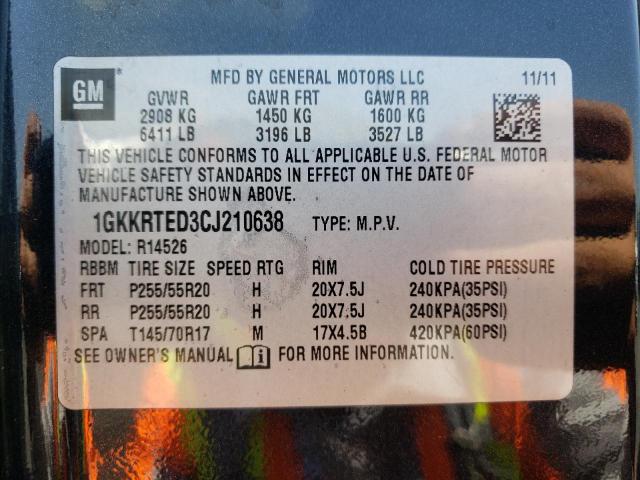 GM
MFD BY GENERAL MOTORS LLC 11/11
GVWR GAWR FRT GAWR RR
2908 KG 1450 KG 1600 KG
6411 LB 3196 LB 3527 LB
THIS VEHICLE CONFORMS TO ALL APPLICABLE U.S. FEDERAL MOTOR
VEHICLE SAFETY STANDARDS IN EFFECT ON THE DATE OF
MANUFACTURE SHOWN ABOVE.
1GKKRTED3CJ210638 TYPE: M.P.V.
MODEL: R14526
RBBM TIRE SIZE SPEED RTG RIM COLD TIRE PRESSURE
FRT P255/55R20 H 20X7.5J 240KPA(35PSI)
RR P255/55R20 H 20X7.5J 240KPA(35PSI)
SPA T145/70R17 M 17X4.5B 420KPA(60PSI)
SEE OWNER'S MANUAL FOR MORE INFORMATION.